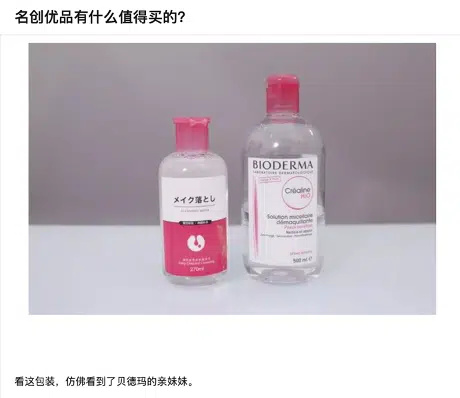 名创优品有什么值得买的?
メイク落とし
270ml
BIODERMA
LABORATOIRE DERMATOLOGIQUE
Créaline
H₂O
Solution micellaire
démaquillante
500 ml e
看这包装，仿佛看到了贝德玛的亲妹妹。